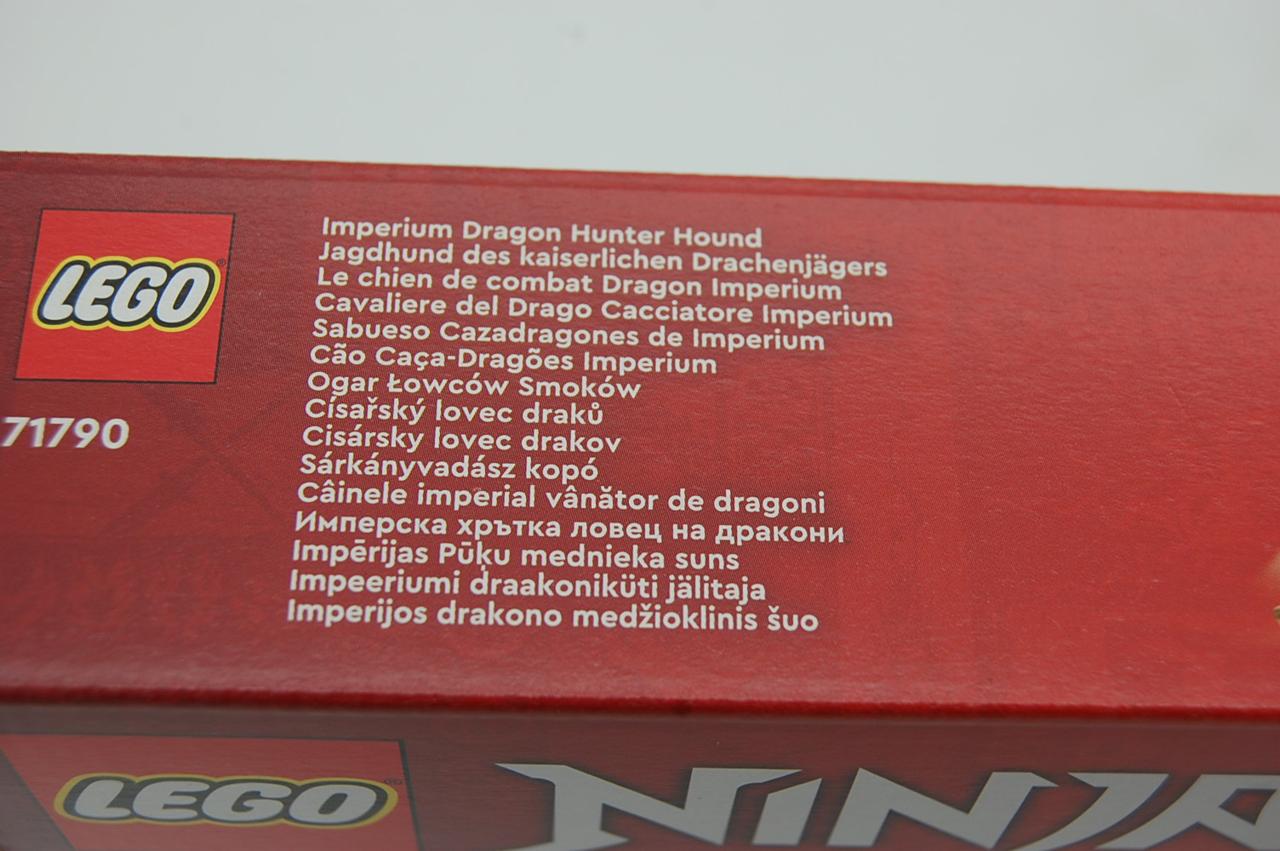 LEGO
71790
Imperium Dragon Hunter Hound
Jagdhund des kaiserlichen Drachenjägers
Le chien de combat Dragon Imperium
Cavaliere del Drago Cacciatore Imperium
Sabueso Cazadragones de Imperium
Cão Caça-Dragões Imperium
Ogar Łowców Smoków
Císařský lovec draků
Cisársky lovec drakov
Sárkányvadász kopó
Câinele imperial vânător de dragoni
Имперска хрътка ловец на дракони
Impērijas Pūķu mednieka suns
Impeeriumi draakoniküti jälitaja
Imperijos drakono medžioklinis šuo
LEGO
NINJA